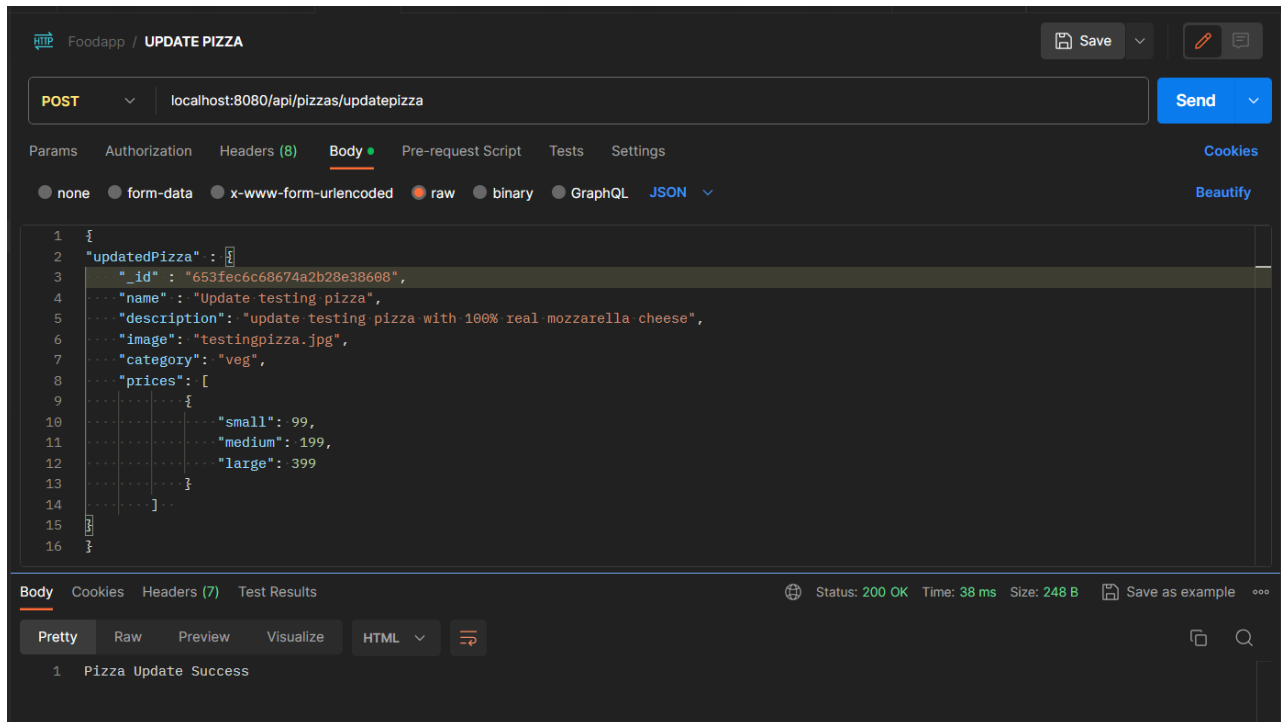 HTTP Foodapp / UPDATE PIZZA Save
POST localhost:8080/api/pizzas/updatepizza Send
Params Authorization Headers (8) Body Pre-request Script Tests Settings Cookies
none form-data x-www-form-urlencoded raw binary GraphQL JSON Beautify
1 {
2 "updatedPizza" : {
3 "_id" : "653fec6c68674a2b28e38608",
4 "name" : "Update testing pizza",
5 "description": "update testing pizza with 100% real mozzarella cheese",
6 "image": "testingpizza.jpg",
7 "category": "veg",
8 "prices": [
9 {
10 "small": 99,
11 "medium": 199,
12 "large": 399
13 }
14 ]
15 }
16 }
Body Cookies Headers (7) Test Results Status: 200 OK Time: 38 ms Size: 248 B Save as example
Pretty Raw Preview Visualize HTML
1 Pizza Update Success